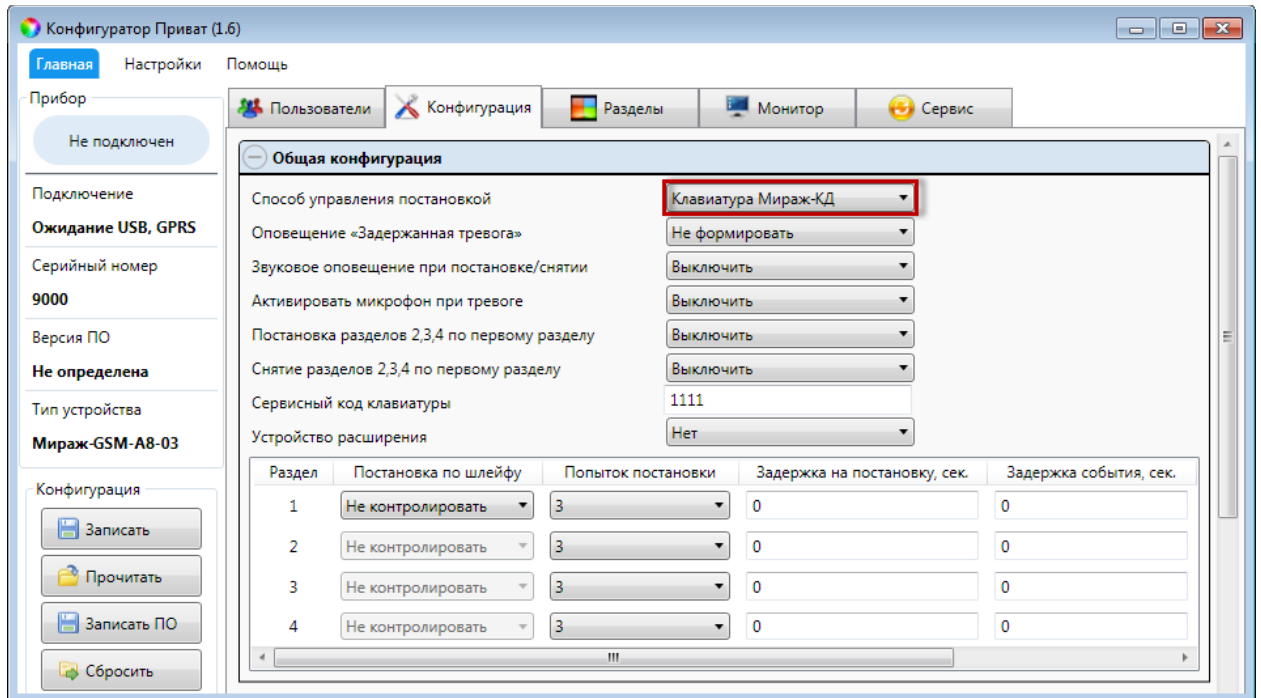 Конфигуратор Приват (1.6)
Главная Настройки Помощь
Прибор
Не подключен
Подключение
Ожидание USB, GPRS
Серийный номер
9000
Версия ПО
Не определена
Тип устройства
Мираж-GSM-A8-03
Конфигурация
Записать
Прочитать
Записать ПО
Сбросить
Пользователи Конфигурация Разделы Монитор Сервис
Общая конфигурация
Способ управления постановкой Клавиатура Мираж-КД
Оповещение «Задержанная тревога» Не формировать
Звуковое оповещение при постановке/снятии Выключить
Активировать микрофон при тревоге Выключить
Постановка разделов 2,3,4 по первому разделу Выключить
Снятие разделов 2,3,4 по первому разделу Выключить
Сервисный код клавиатуры 1111
Устройство расширения Нет
Раздел Постановка по шлейфу Попыток постановки Задержка на постановку, сек. Задержка события, сек.
1 Не контролировать 3 0 0
2 Не контролировать 3 0 0
3 Не контролировать 3 0 0
4 Не контролировать 3 0 0